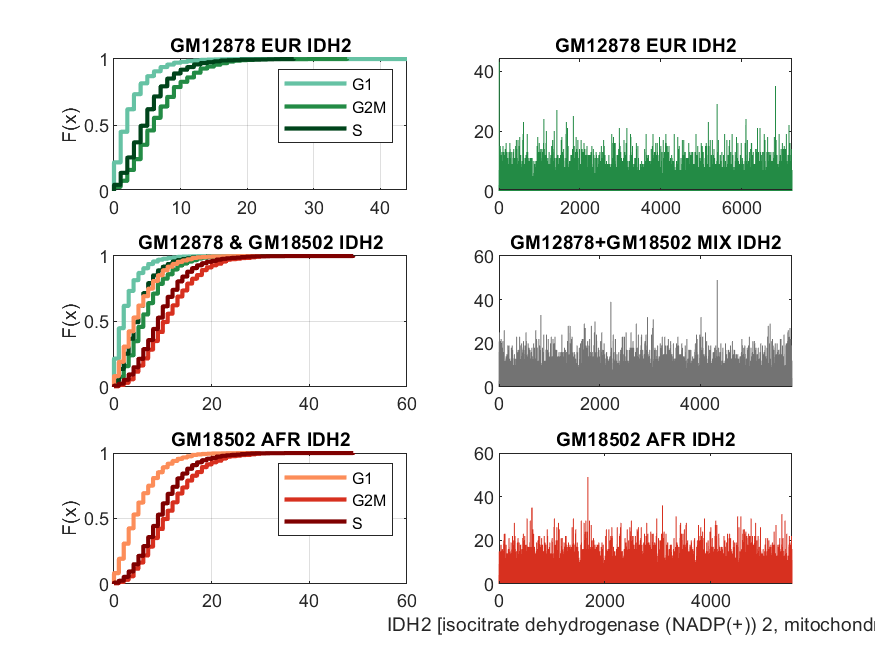 GM12878 EUR IDH2
1
0.5
0
F(x)
0
10
20
30
40
G1
G2M
S
GM12878 EUR IDH2
40
20
0
0
2000
4000
6000
GM12878 & GM18502 IDH2
1
0.5
0
F(x)
0
20
40
60
GM12878+GM18502 MIX IDH2
60
40
20
0
0
2000
4000
GM18502 AFR IDH2
1
0.5
0
F(x)
0
20
40
60
G1
G2M
S
GM18502 AFR IDH2
60
40
20
0
0
2000
4000
IDH2 [isocitrate dehydrogenase (NADP(+)) 2, mitochond